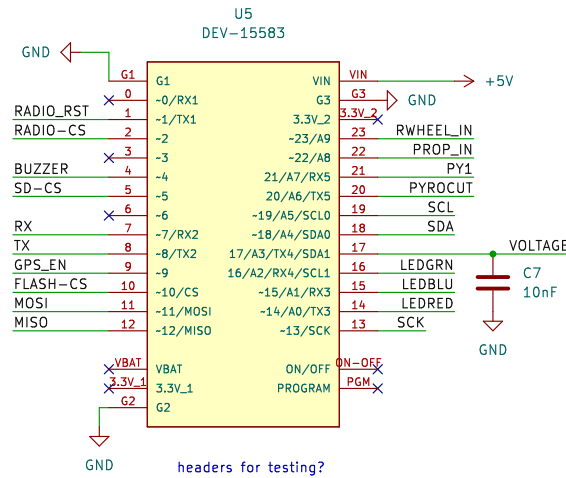 U5
DEV-15583
GND
G1 G1 VIN VIN +5V
0 ~0/RX1 G3 G3 GND
RADIO_RST 1 ~1/TX1 3.3V_2 3.3V_2
RADIO-CS 2 ~2 ~23/A9 23 RWHEEL_IN
3 ~3 ~22/A8 22 PROP_IN
BUZZER 4 ~4 21/A7/RX5 21 PY1
SD-CS 5 ~5 20/A6/TX5 20 PYROCUT
6 ~6 ~19/A5/SCL0 19 SCL
RX 7 ~7/RX2 ~18/A4/SDA0 18 SDA
TX 8 ~8/TX2 17/A3/TX4/SDA1 17 VOLTAGE
GPS_EN 9 ~9 16/A2/RX4/SCL1 16 LEDGRN
FLASH-CS 10 ~10/CS ~15/A1/RX3 15 LEDBLU
MOSI 11 ~11/MOSI ~14/A0/TX3 14 LEDRED
MISO 12 ~12/MISO ~13/SCK 13 SCK
C7
10nF
GND
VBAT VBAT ON/OFF ON-OFF
3.3V_1 3.3V_1 PROGRAM PGM
G2 G2
GND
headers for testing?